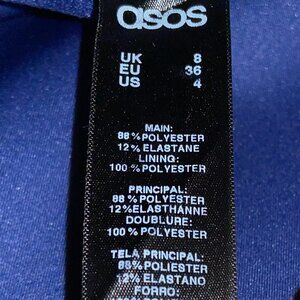 asos
UK 8
EU 36
US 4
MAIN:
88% POLYESTER
12% ELASTANE
LINING:
100% POLYESTER
PRINCIPAL:
88% POLYESTER
12% ELASTHANNE
DOUBLURE:
100% POLYESTER
TELA PRINCIPAL:
88% POLIESTER
12% ELASTANO
FORRO: